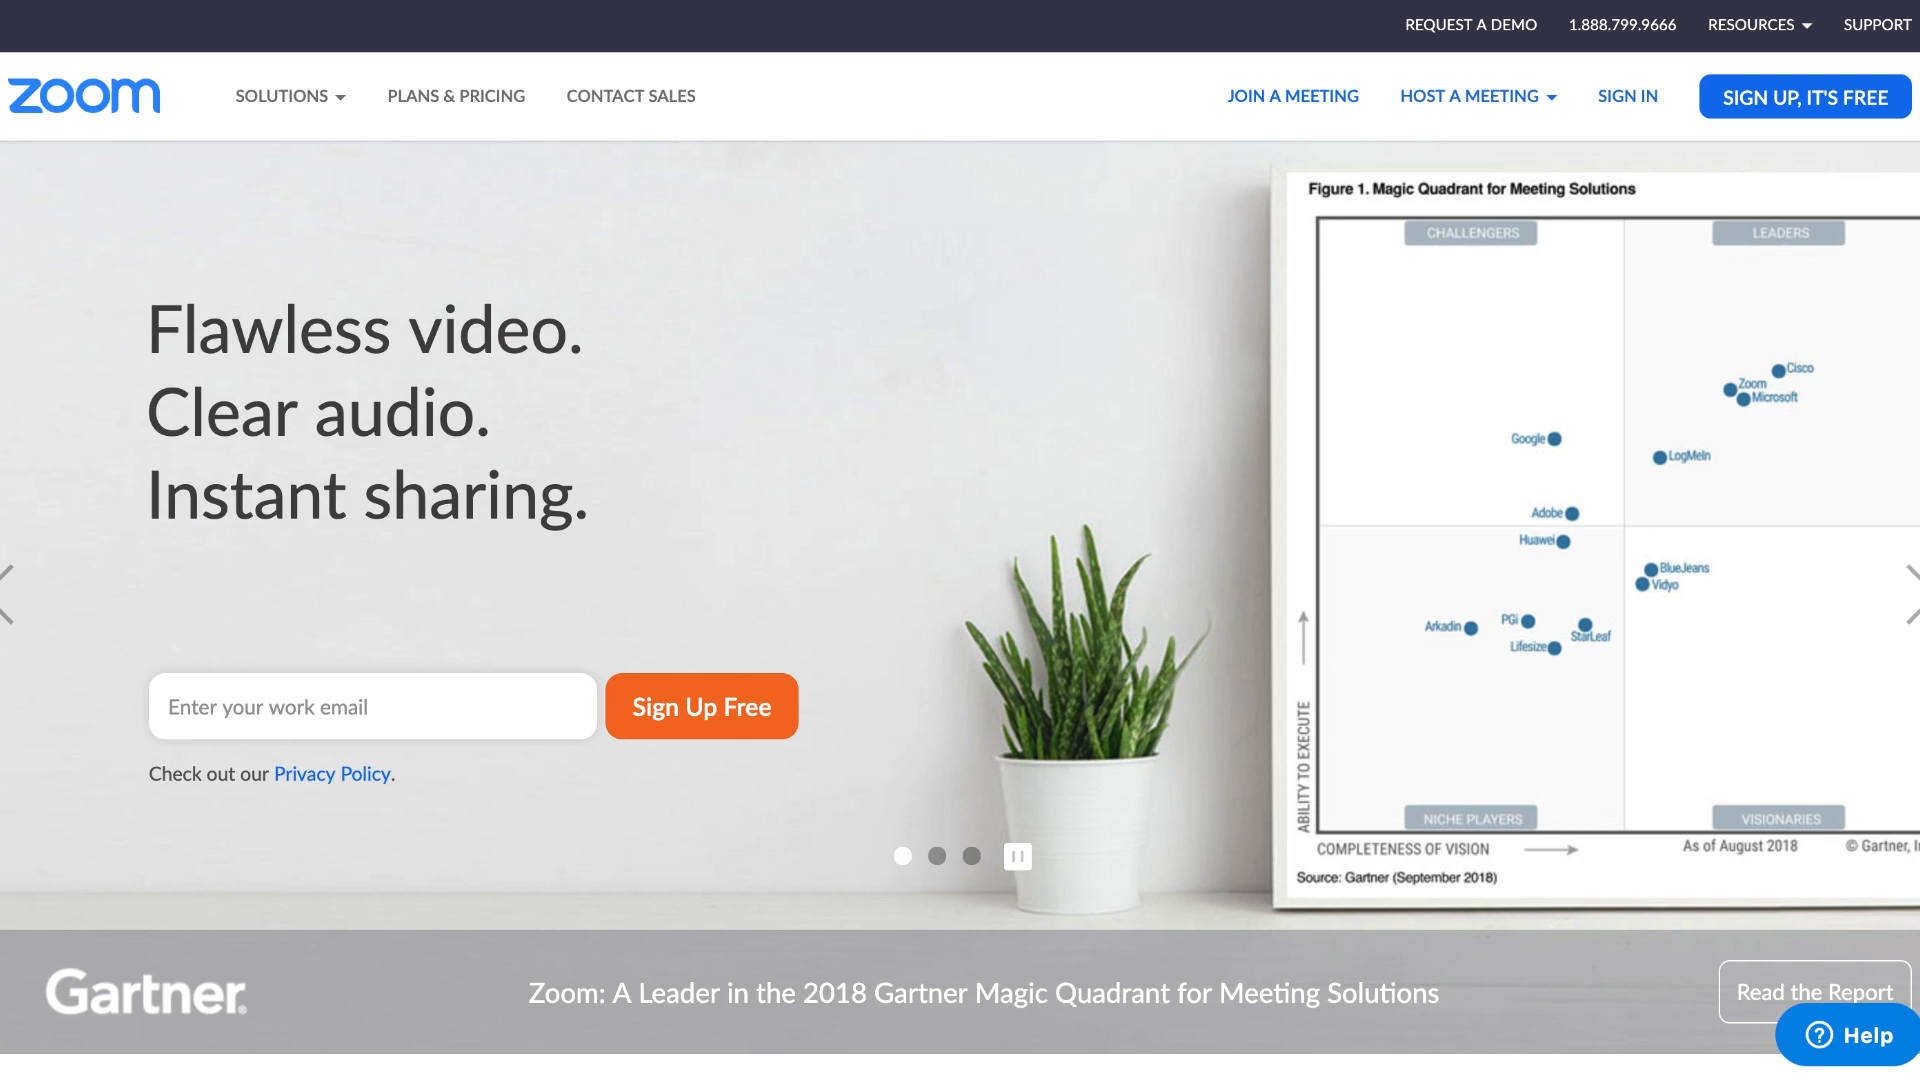 REQUEST A DEMO 1.888.799.9666 RESOURCES SUPPORT
zoom SOLUTIONS PLANS & PRICING CONTACT SALES JOIN A MEETING HOST A MEETING SIGN IN SIGN UP, IT'S FREE
Flawless video.
Clear audio.
Instant sharing.
Enter your work email Sign Up Free
Check out our Privacy Policy.
Figure 1. Magic Quadrant for Meeting Solutions
CHALLENGERS LEADERS
Cisco
Zoom
Microsoft
Google
LogMeIn
Adobe
Huawei
BlueJeans
Vidyo
Arkadin PGi StarLeaf
Lifesize
ABILITY TO EXECUTE
NICHE PLAYERS VISIONARIES
COMPLETENESS OF VISION As of August 2018 © Gartner,
Source: Gartner (September 2018)
Gartner. Zoom: A Leader in the 2018 Gartner Magic Quadrant for Meeting Solutions Read the Report
? Help